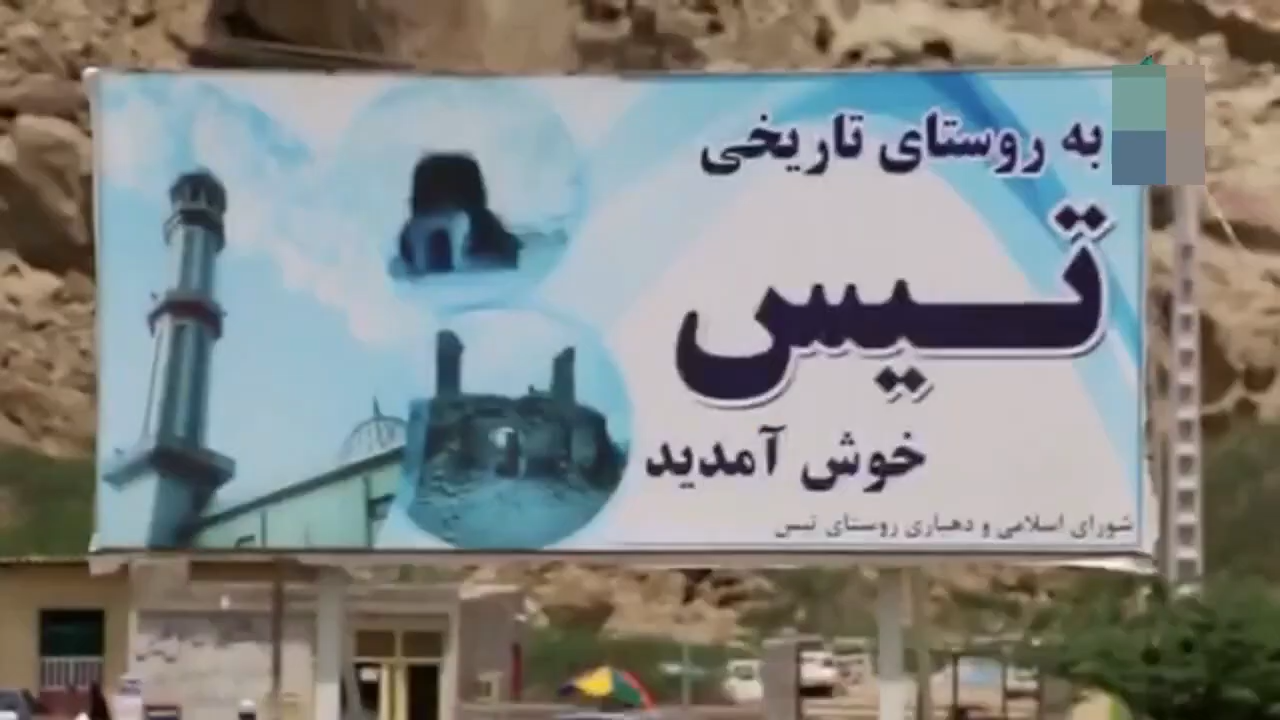 به روستای تاریخی
تیس
خوش آمدید
شورای اسلامی و دهیاری روستای تیس